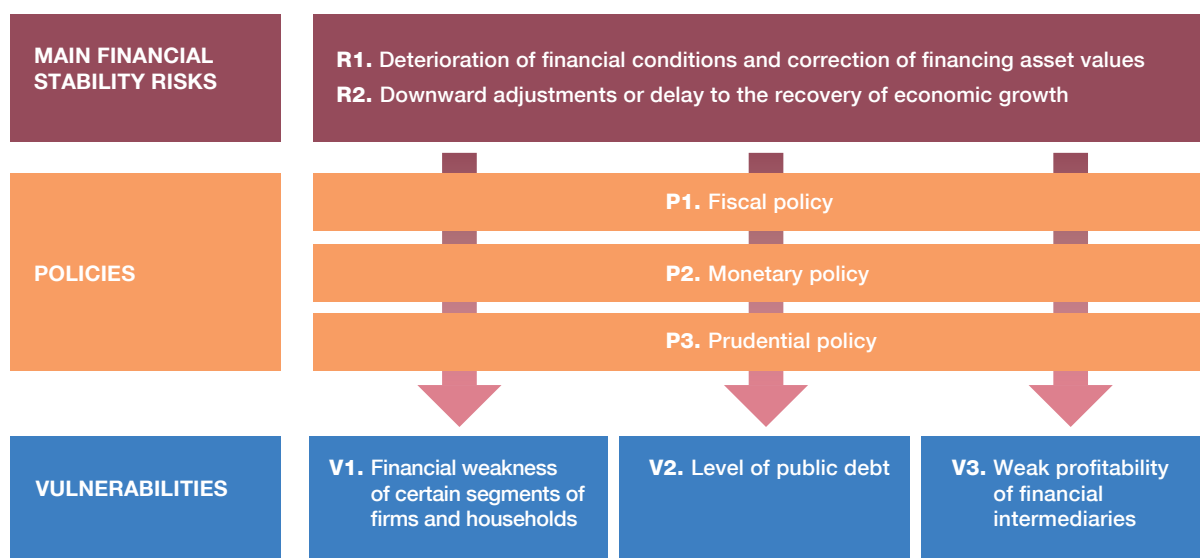 MAIN FINANCIAL
STABILITY RISKS
R1. Deterioration of financial conditions and correction of financing asset values
R2. Downward adjustments or delay to the recovery of economic growth
POLICIES
P1. Fiscal policy
P2. Monetary policy
P3. Prudential policy
VULNERABILITIES
V1. Financial weakness
of certain segments of
firms and households
V2. Level of public debt
V3. Weak profitability
of financial
intermediaries